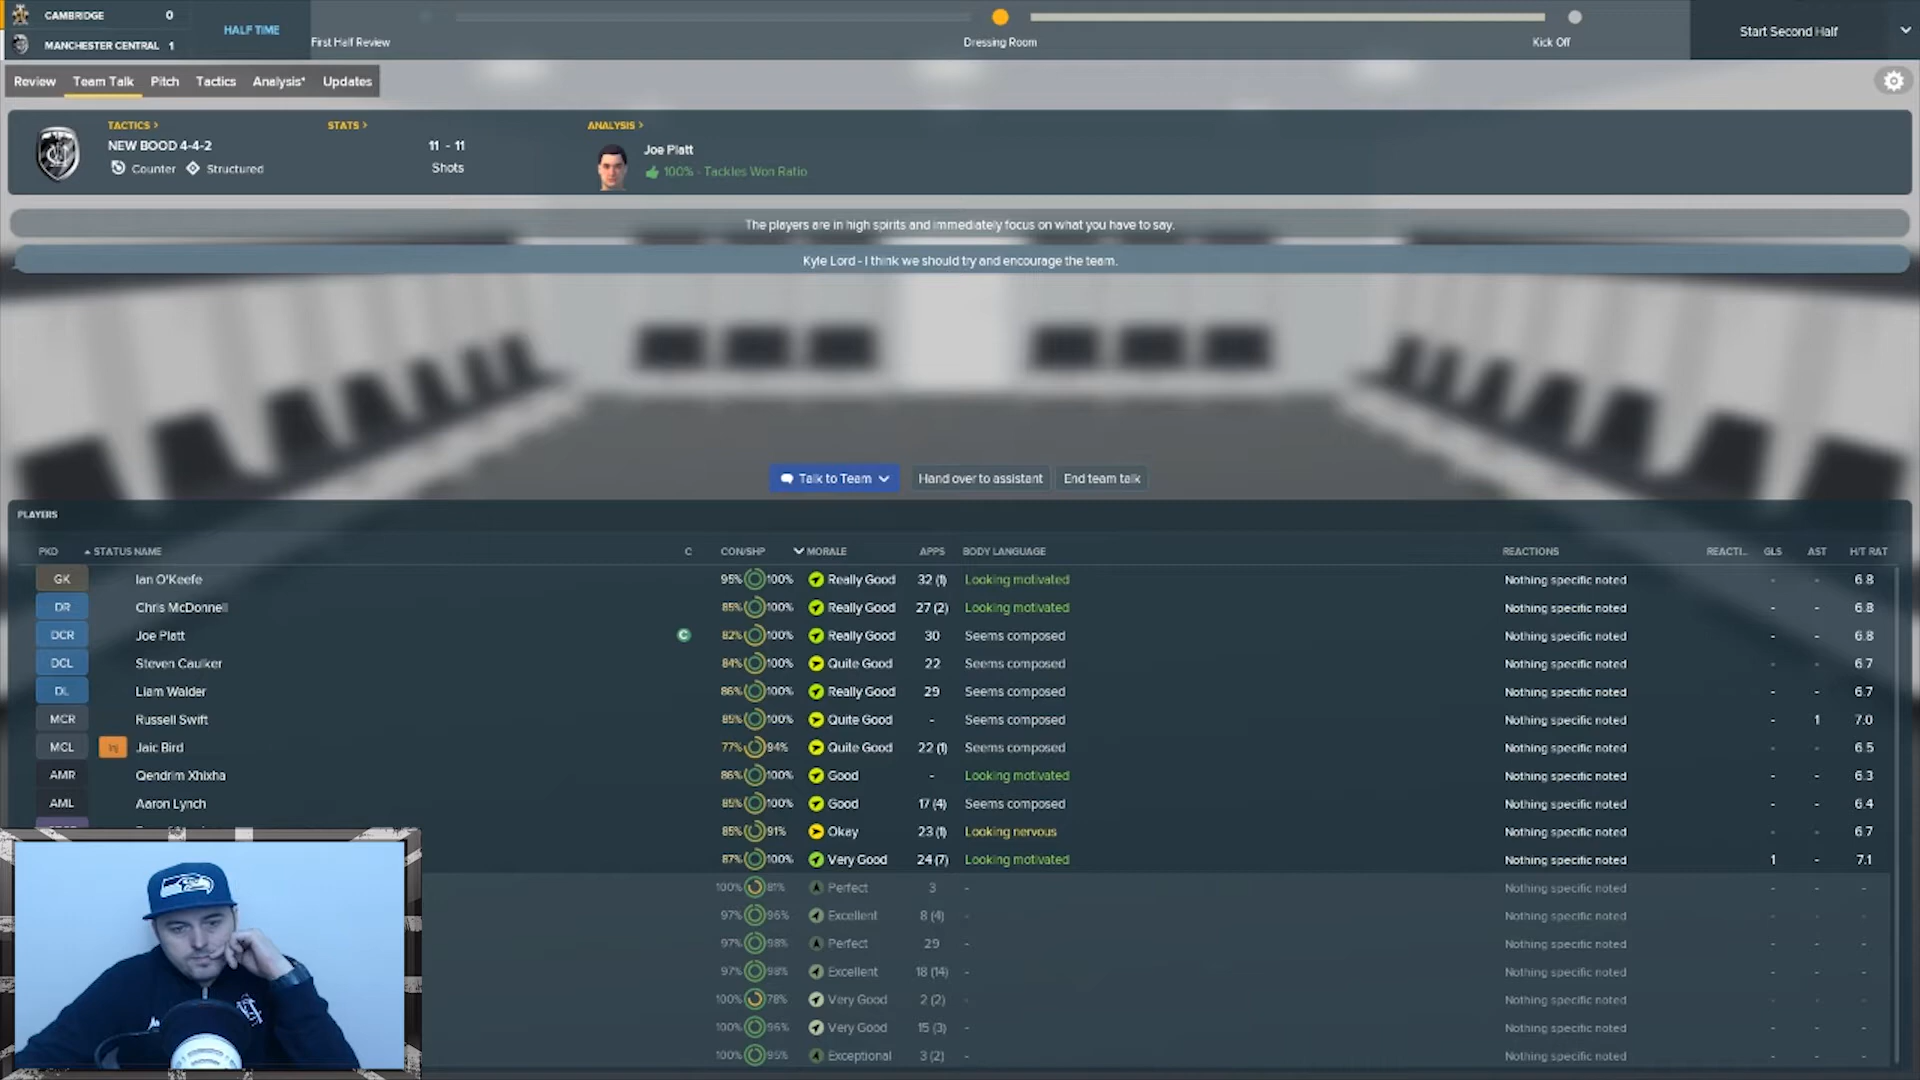 CAMBRIDGE 0
MANCHESTER CENTRAL 1
HALF TIME
First Half Review
Dressing Room
Kick Off
Start Second Half
Review Team Talk Pitch Tactics Analysis* Updates
TACTICS >
NEW BOOD 4-4-2
Counter Structured
STATS >
11 - 11
Shots
ANALYSIS >
Joe Platt
100% - Tackles Won Ratio
The players are in high spirits and immediately focus on what you have to say.
Kyle Lord - I think we should try and encourage the team.
Talk to Team Hand over to assistant End team talk
PLAYERS
PKD STATUS NAME C CON/SHP MORALE APPS BODY LANGUAGE REACTIONS REACTI... GLS AST H/T RAT
GK Ian O'Keefe 95% 100% Really Good 32 (1) Looking motivated Nothing specific noted - - 6.8
DR Chris McDonnell 85% 100% Really Good 27 (2) Looking motivated Nothing specific noted - - 6.8
DCR Joe Platt C 82% 100% Really Good 30 Seems composed Nothing specific noted - - 6.8
DCL Steven Caulker 84% 100% Quite Good 22 Seems composed Nothing specific noted - - 6.7
DL Liam Walder 86% 100% Really Good 29 Seems composed Nothing specific noted - - 6.7
MCR Russell Swift 85% 100% Quite Good - Seems composed Nothing specific noted - 1 7.0
MCL Inj Jaic Bird 77% 94% Quite Good 22 (1) Seems composed Nothing specific noted - - 6.5
AMR Qendrim Xhixha 86% 100% Good - Looking motivated Nothing specific noted - - 6.3
AML Aaron Lynch 85% 100% Good 17 (4) Seems composed Nothing specific noted - - 6.4
85% 91% Okay 23 (1) Looking nervous Nothing specific noted - - 6.7
87% 100% Very Good 24 (7) Looking motivated Nothing specific noted 1 - 7.1
100% 81% Perfect 3 - Nothing specific noted - - -
97% 96% Excellent 8 (4) - Nothing specific noted - - -
97% 98% Perfect 29 - Nothing specific noted - - -
97% 98% Excellent 18 (14) - Nothing specific noted - - -
100% 78% Very Good 2 (2) - Nothing specific noted - - -
100% 96% Very Good 15 (3) - Nothing specific noted - - -
100% 95% Exceptional 3 (2) - Nothing specific noted - - -